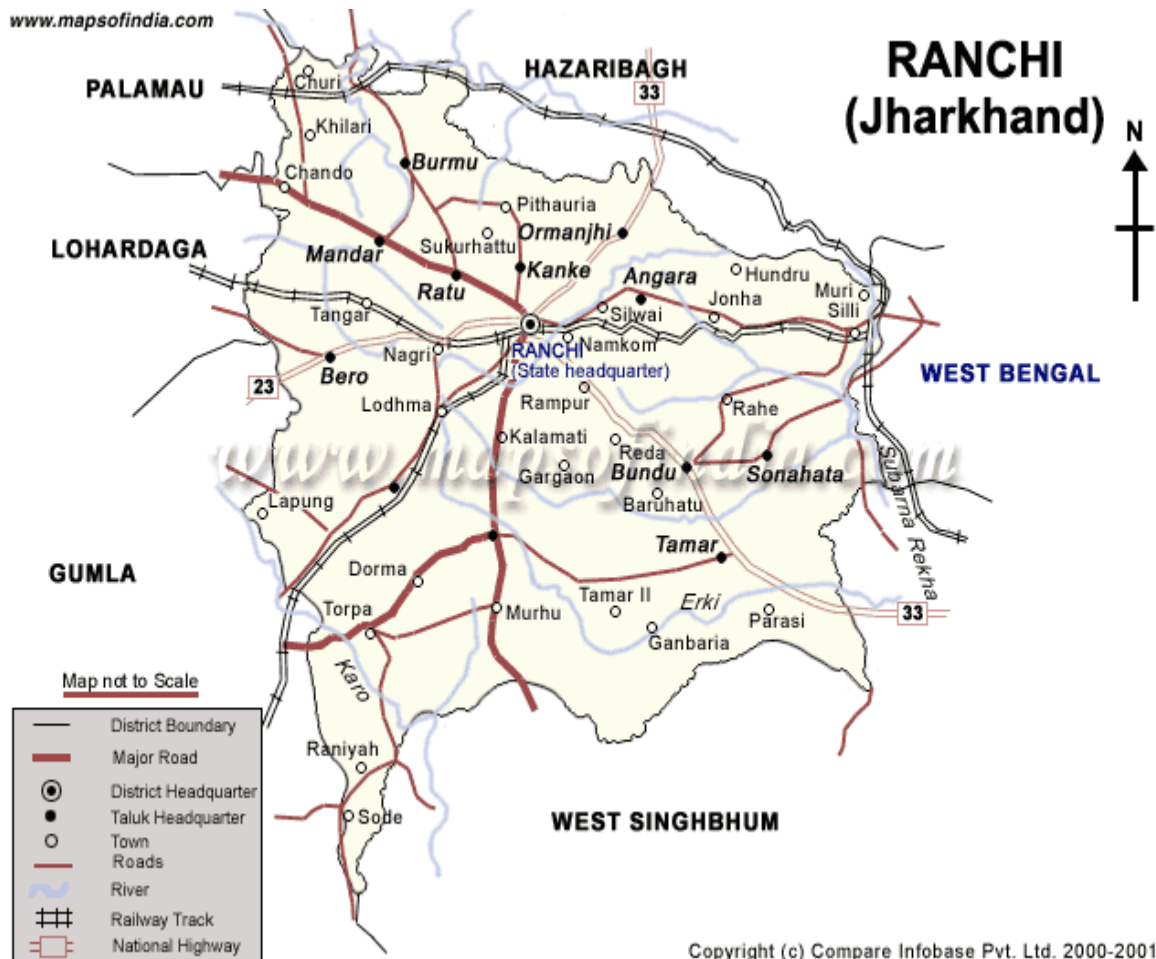 www.mapsofindia.com
RANCHI
(Jharkhand)
N
HAZARIBAGH
PALAMAU
33
Churi
Khilari
Burmu
Chando
Pithauria
Sukurhattu
Ormanjhi
LOHARDAGA
Mandar
Kanke
Ratu
Angara
Hundru
Muri
Jonha
Silli
Tangar
Silwai
Nagri
Namkom
RANCHI
(State headquarter)
Bero
23
WEST BENGAL
Lodhma
Rampur
Rahe
Kalamati
Reda
www.mapsofindia.com
Gargaon
Bundu
Sonahata
Subarna Rekha
Lapung
Baruhatu
Tamar
GUMLA
Dorma
Torpa
Murhu
Tamar II
Erki
Parasi
33
Ganbaria
Karo
Map not to Scale
District Boundary
Major Road
District Headquarter
Taluk Headquarter
Town
Roads
River
Railway Track
National Highway
Raniyah
Sode
WEST SINGHBHUM
Copyright (c) Compare Infobase Pvt. Ltd. 2000-2001